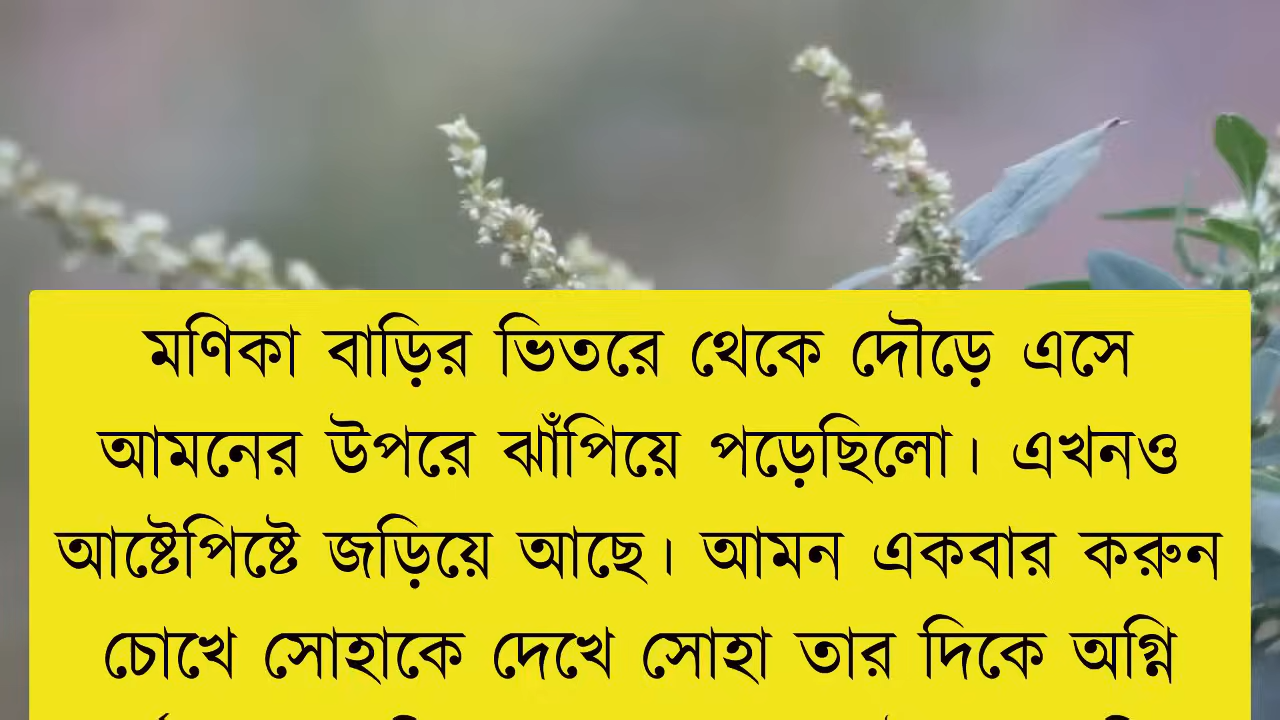 মণিকা বাড়ির ভিতরে থেকে দৌড়ে এসে
আমনের উপরে ঝাঁপিয়ে পড়েছিলো। এখনও
আষ্টেপিষ্টে জড়িয়ে আছে। আমন একবার করুন
চোখে সোহাকে দেখে সোহা তার দিকে অগ্নি